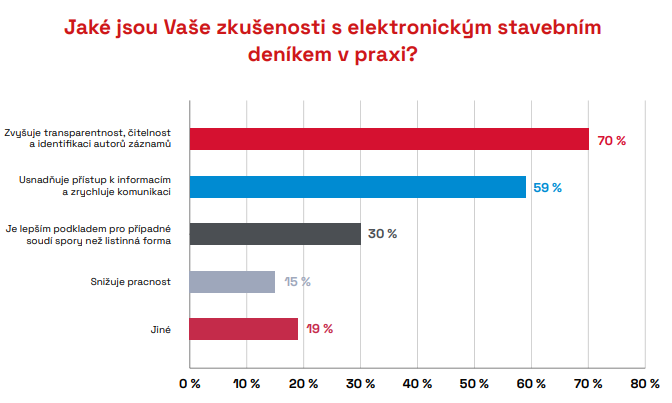 Jaké jsou Vaše zkušenosti s elektronickým stavebním
deníkem v praxi?
Zvyšuje transparentnost, čitelnost
a identifikaci autorů záznamů
70 %
Usnadňuje přístup k informacím
a zrychluje komunikaci
59 %
Je lepším podkladem pro případné
soudí spory než listinná forma
30 %
Snižuje pracnost
15 %
Jiné
19 %
0 % 10 % 20 % 30 % 40 % 50 % 60 % 70 % 80 %